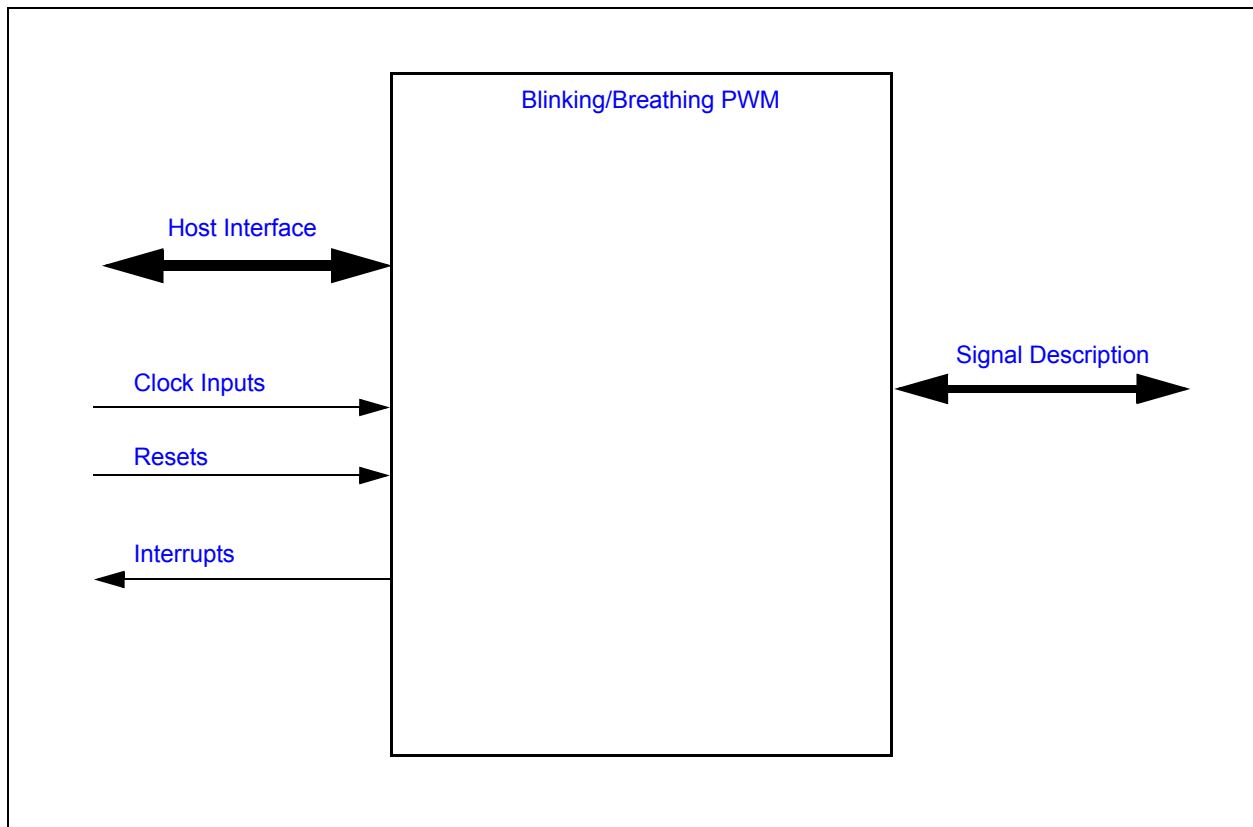 Blinking/Breathing PWM
Host Interface
Signal Description
Clock Inputs
Resets
Interrupts